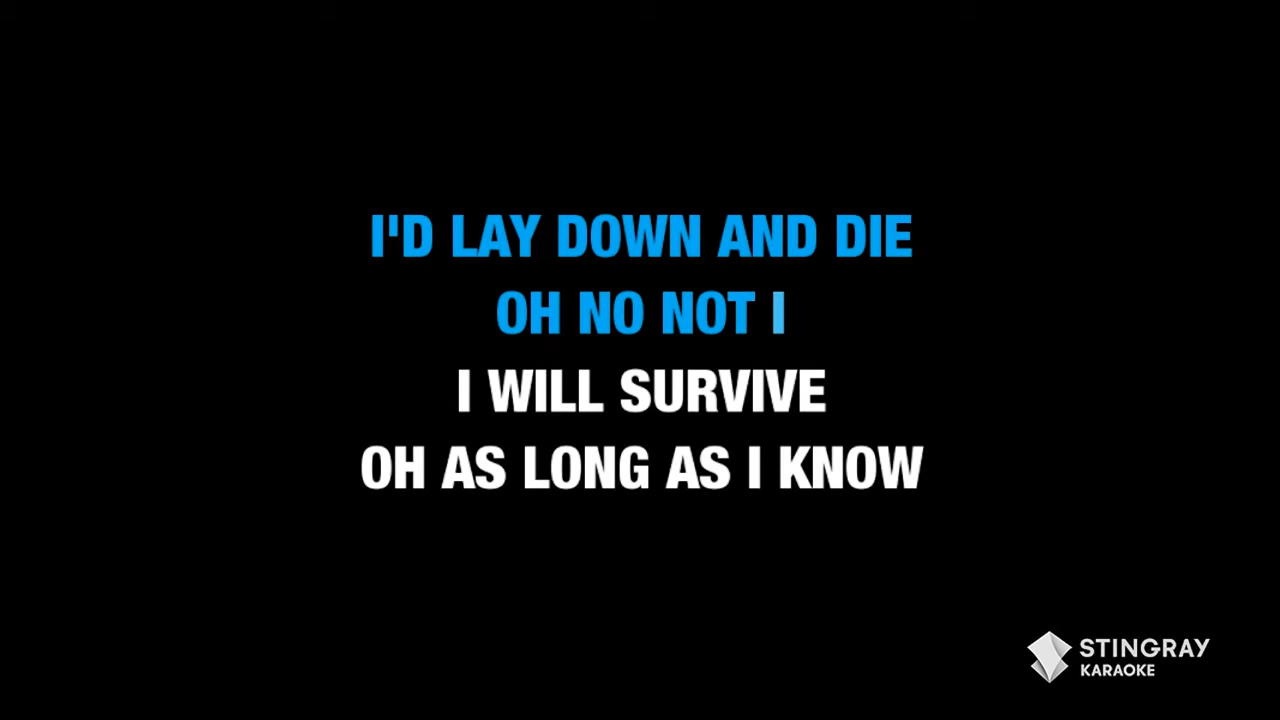 I'D LAY DOWN AND DIE
OH NO NOT I
I WILL SURVIVE
OH AS LONG AS I KNOW
STINGRAY
KARAOKE